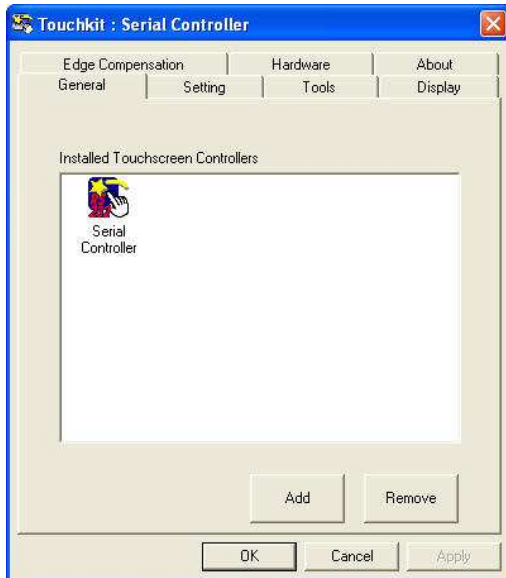 Touchkit : Serial Controller
Edge Compensation Hardware About
General Setting Tools Display
Installed Touchscreen Controllers
Serial
Controller
Add Remove
OK Cancel Apply